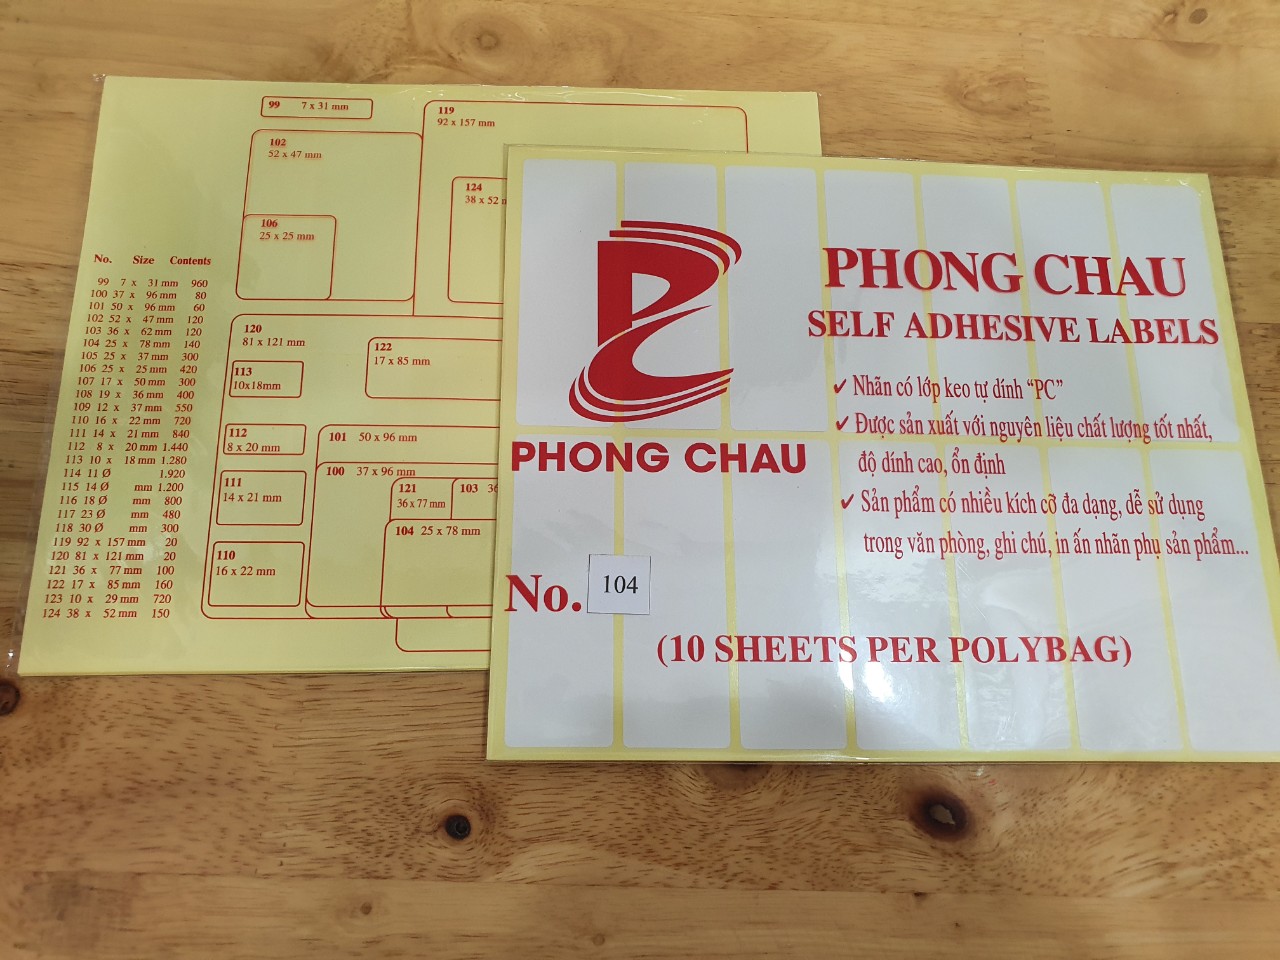 99 7 x 31 mm
119
92 x 157 mm
102
52 x 47 mm
124
38 x 52
106
25 x 25 mm
No. Size Contents
99 7 x 31 mm 960
100 37 x 96 mm 80
101 50 x 96 mm 60
102 52 x 47 mm 120
103 36 x 62 mm 120
104 25 x 78 mm 140
105 25 x 37 mm 300
106 25 x 25 mm 420
107 17 x 50 mm 300
108 19 x 36 mm 400
109 12 x 37 mm 550
110 16 x 22 mm 720
111 14 x 21 mm 840
112 8 x 20 mm 1.440
113 10 x 18 mm 1.280
114 11 Ø 1.920
115 14 Ø mm 1.200
116 18 Ø mm 800
117 23 Ø mm 480
118 30 Ø mm 300
119 92 x 157 mm 20
120 81 x 121 mm 20
121 36 x 77 mm 100
122 17 x 85 mm 160
123 10 x 29 mm 720
124 38 x 52 mm 150
120
81 x 121 mm
122
17 x 85 mm
113
10x18mm
112
8 x 20 mm
101 50 x 96 mm
100 37 x 96 mm
111
14 x 21 mm
121
36 x 77 mm
103 36
104 25 x 78 mm
110
16 x 22 mm
PHONG CHAU
PHONG CHAU
SELF ADHESIVE LABELS
✔ Nhãn có lớp keo tự dính “PC”
✔ Được sản xuất với nguyên liệu chất lượng tốt nhất,
độ dính cao, ổn định
✔ Sản phẩm có nhiều kích cỡ đa dạng, dễ sử dụng
trong văn phòng, ghi chú, in ấn nhãn phụ sản phẩm...
No. 104
(10 SHEETS PER POLYBAG)